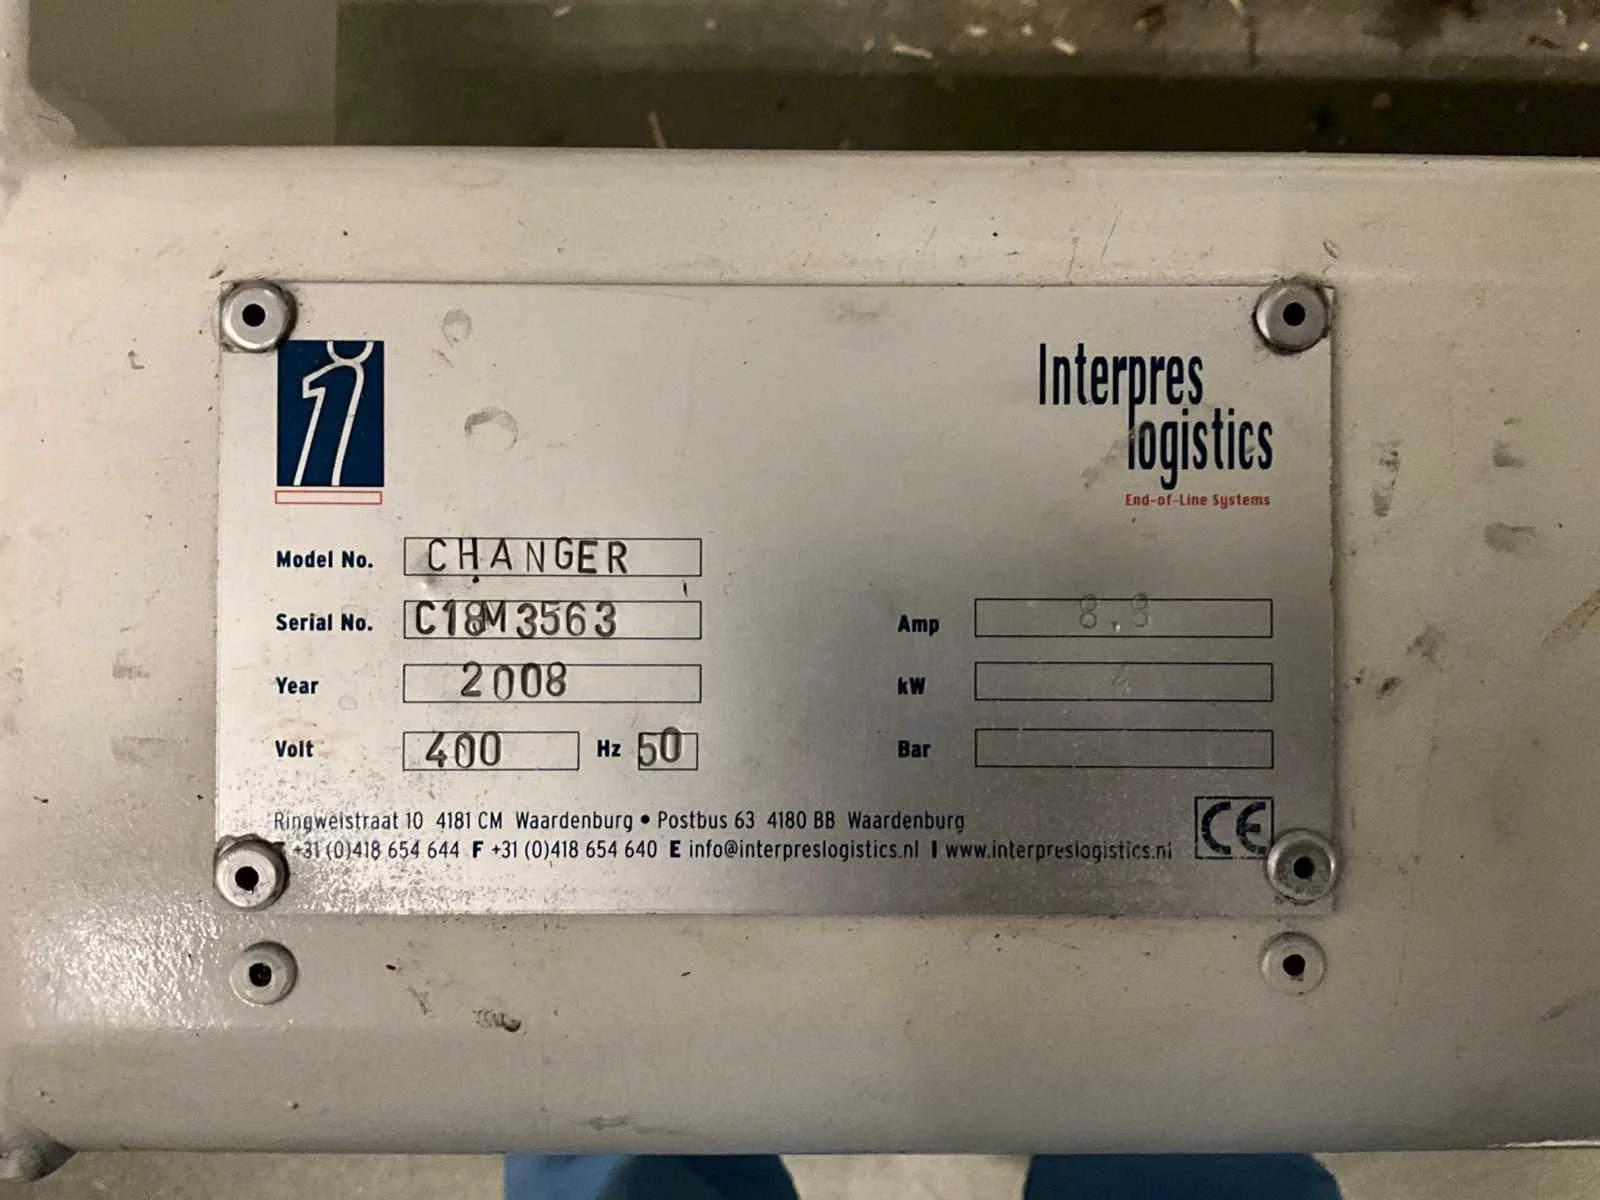 Interpres
logistics
End-of-Line Systems
Model No. CHANGER
Serial No. C18M3563 Amp 8,9
Year 2008 kW 4
Volt 400 Hz 50 Bar
Ringwelstraat 10 4181 CM Waardenburg • Postbus 63 4180 BB Waardenburg
+31 (0)418 654 644 F +31 (0)418 654 640 E info@interpreslogistics.nl I www.interpreslogistics.nl
CE